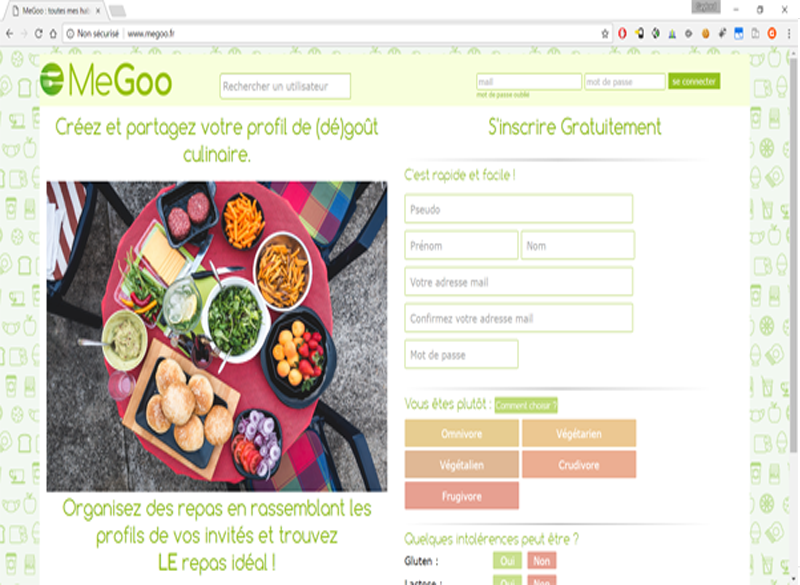 MeGoo : toutes mes hab
Non sécurisé | www.megoo.fr
MeGoo
Rechercher un utilisateur
mail
mot de passe
se connecter
mot de passe oublié
Créez et partagez votre profil de (dé)goût
culinaire.
Organisez des repas en rassemblant les
profils de vos invités et trouvez
LE repas idéal !
S'inscrire Gratuitement
C'est rapide et facile !
Pseudo
Prénom
Nom
Votre adresse mail
Confirmez votre adresse mail
Mot de passe
Vous êtes plutôt : Comment choisir ?
Omnivore
Végétarien
Végétalien
Crudivore
Frugivore
Quelques intolérences peut être ?
Gluten : Oui Non
Lactose : Oui Non